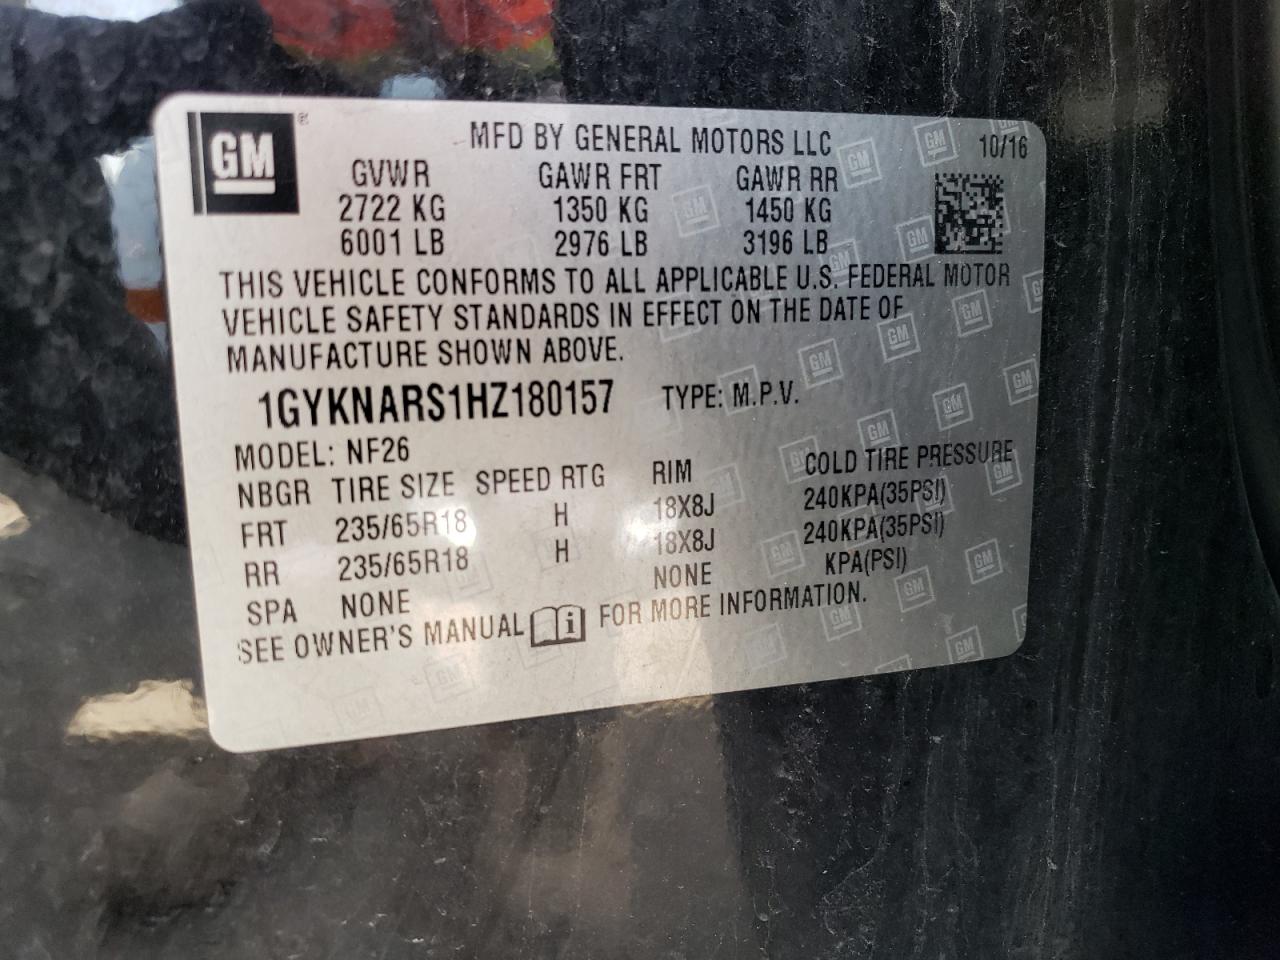 GM ®
MFD BY GENERAL MOTORS LLC 10/16
GVWR GAWR FRT GAWR RR
2722 KG 1350 KG 1450 KG
6001 LB 2976 LB 3196 LB
THIS VEHICLE CONFORMS TO ALL APPLICABLE U.S. FEDERAL MOTOR
VEHICLE SAFETY STANDARDS IN EFFECT ON THE DATE OF
MANUFACTURE SHOWN ABOVE.
1GYKNARS1HZ180157 TYPE: M.P.V.
MODEL: NF26
NBGR TIRE SIZE SPEED RTG RIM COLD TIRE PRESSURE
FRT 235/65R18 H 18X8J 240KPA(35PSI)
RR 235/65R18 H 18X8J 240KPA(35PSI)
SPA NONE NONE KPA(PSI)
SEE OWNER'S MANUAL i FOR MORE INFORMATION.